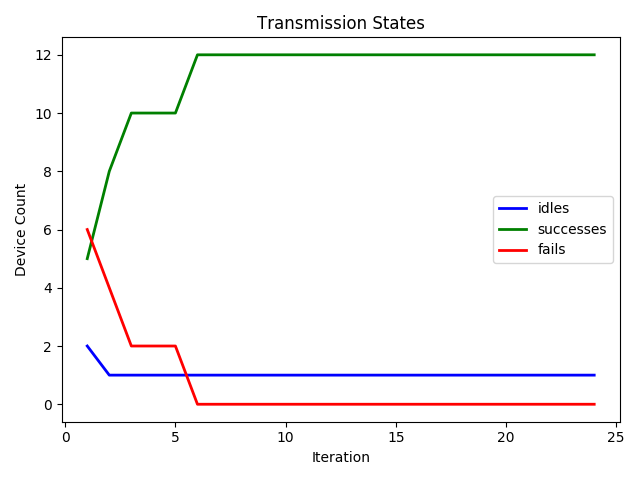 Transmission States
Device Count
12
10
8
6
4
2
0
idles
successes
fails
0 5 10 15 20 25
Iteration